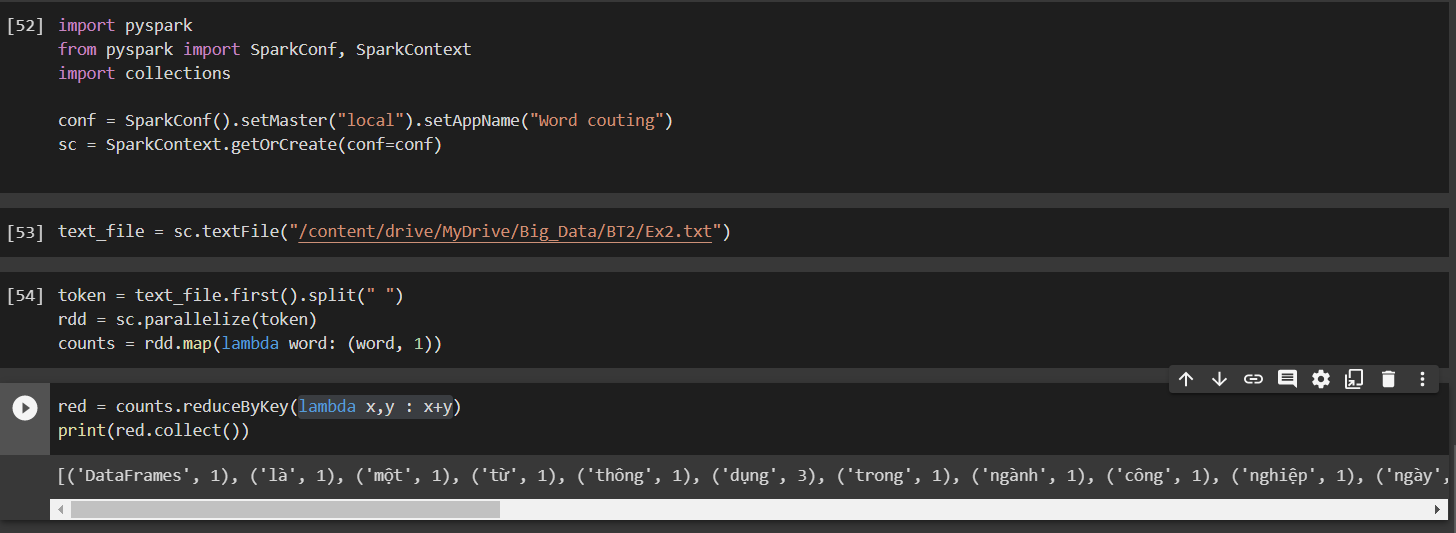 [52] import pyspark
from pyspark import SparkConf, SparkContext
import collections
conf = SparkConf().setMaster("local").setAppName("Word couting")
sc = SparkContext.getOrCreate(conf=conf)
[53] text_file = sc.textFile("/content/drive/MyDrive/Big_Data/BT2/Ex2.txt")
[54] token = text_file.first().split(" ")
rdd = sc.parallelize(token)
counts = rdd.map(lambda word: (word, 1))
red = counts.reduceByKey(lambda x,y : x+y)
print(red.collect())
[('DataFrames', 1), ('là', 1), ('một', 1), ('từ', 1), ('thông', 1), ('dụng', 3), ('trong', 1), ('ngành', 1), ('công', 1), ('nghiệp', 1), ('ngày',